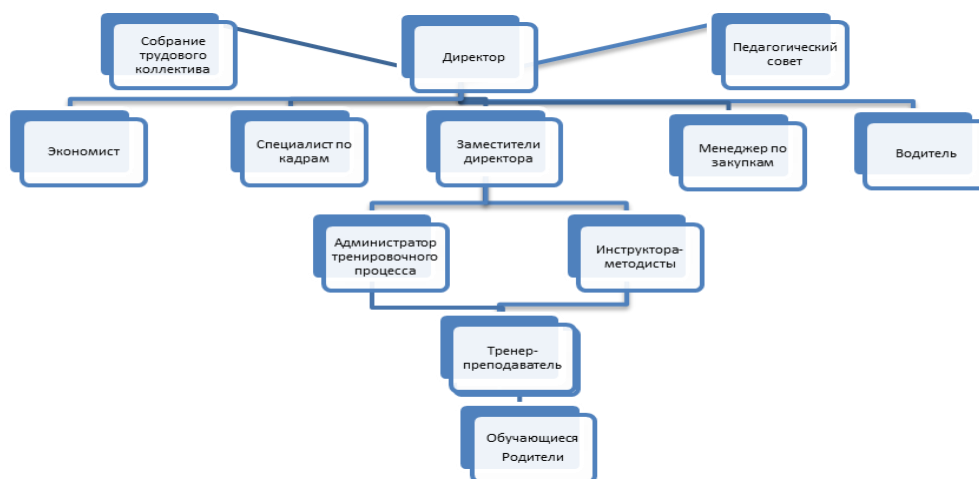 Собрание
трудового
коллектива
Директор
Педагогический
совет
Экономист
Специалист по
кадрам
Заместители
директора
Менеджер по
закупкам
Водитель
Администратор
тренировочного
процесса
Инструктора-
методисты
Тренер-
преподаватель
Обучающиеся
Родители